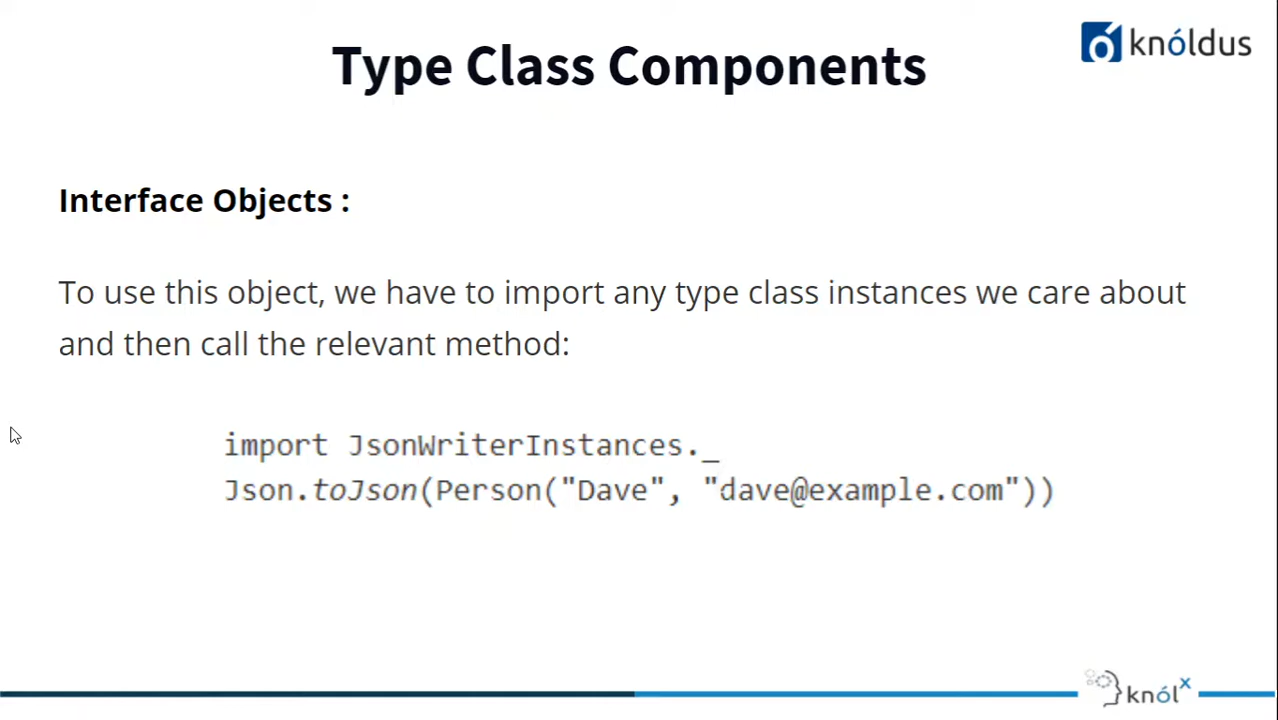 Type Class Components
knóldus
Interface Objects :
To use this object, we have to import any type class instances we care about
and then call the relevant method:
import JsonWriterInstances._
Json.toJson(Person("Dave", "dave@example.com"))
knólx